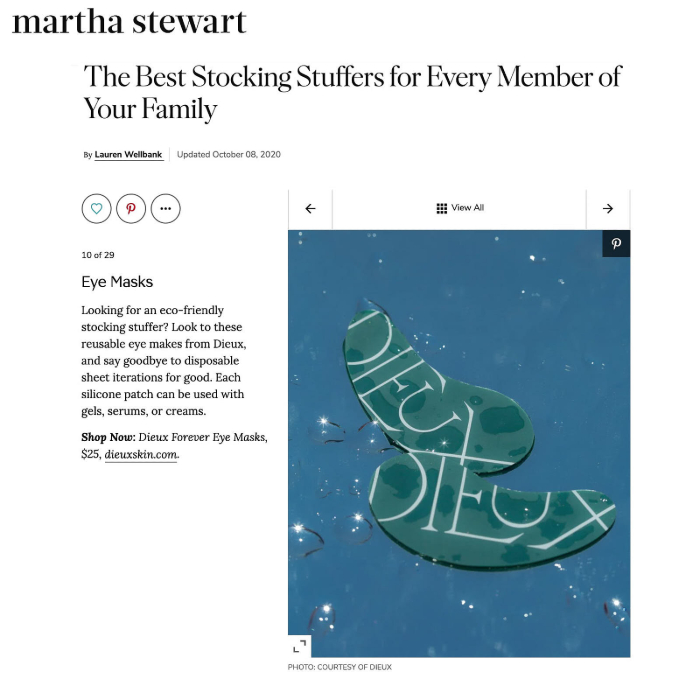 martha stewart
The Best Stocking Stuffers for Every Member of
Your Family
By Lauren Wellbank Updated October 08, 2020
View All
10 of 29
Eye Masks
Looking for an eco-friendly
stocking stuffer? Look to these
reusable eye makes from Dieux,
and say goodbye to disposable
sheet iterations for good. Each
silicone patch can be used with
gels, serums, or creams.
Shop Now: Dieux Forever Eye Masks,
$25, dieuxskin.com.
DIEUX
DIEUX
PHOTO: COURTESY OF DIEUX